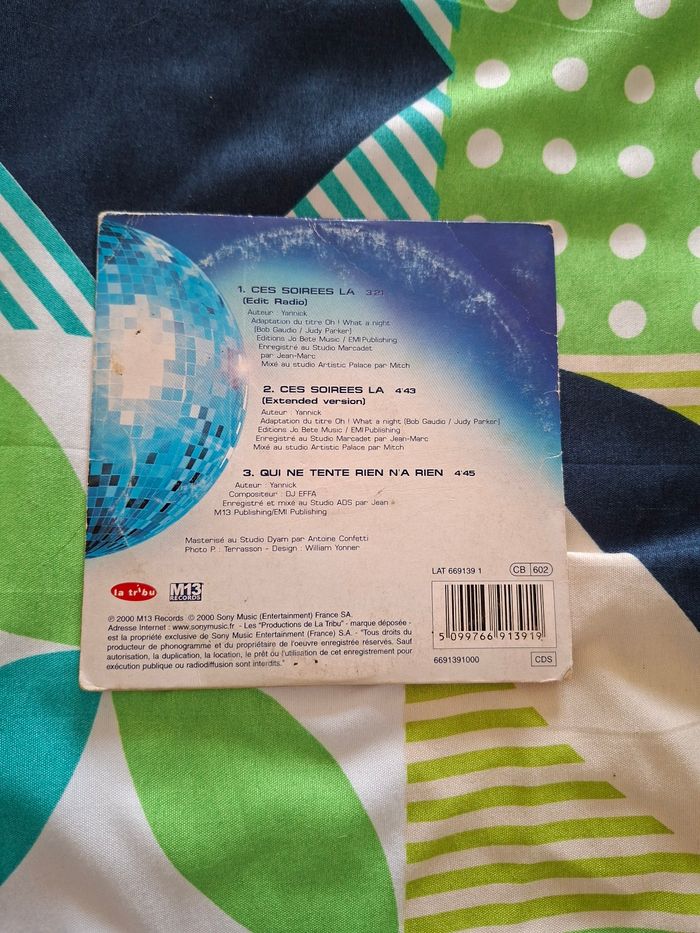 1. CES SOIREES LA 3'21
(Edit Radio)
Auteur : Yannick
Adaptation du titre Oh ! What a night
(Bob Gaudio / Judy Parker)
Editions Jo Bete Music / EMI Publishing
Enregistré au Studio Marcadet
par Jean-Marc
Mixé au studio Artistic Palace par Mitch
2. CES SOIREES LA 4'43
(Extended version)
Auteur : Yannick
Adaptation du titre Oh ! What a night (Bob Gaudio / Judy Parker)
Editions Jo Bete Music / EMI Publishing
Enregistré au Studio Marcadet par Jean-Marc
Mixé au studio Artistic Palace par Mitch
3. QUI NE TENTE RIEN N'A RIEN 4'45
Auteur : Yannick
Compositeur : DJ EFFA
Enregistré et mixé au Studio ADS par Jean
M13 Publishing/EMI Publishing
Masterisé au Studio Dyam par Antoine Confetti
Photo P. : Terrasson - Design : William Yonner
LAT 669139 1 CB 602
la tribu M13 RECORDS
5 099766 913919
℗ 2000 M13 Records © 2000 Sony Music (Entertainment) France SA.
Adresse Internet : www.sonymusic.fr - Les "Productions de La Tribu" - marque déposée -
est la propriété exclusive de Sony Music Entertainment (France) S.A. - "Tous droits du
producteur de phonogramme et du propriétaire de l'oeuvre enregistrée réservés. Sauf
autorisation, la duplication, la location, le prêt ou l'utilisation de cet enregistrement pour
exécution publique ou radiodiffusion sont interdits."
6691391000 CDS